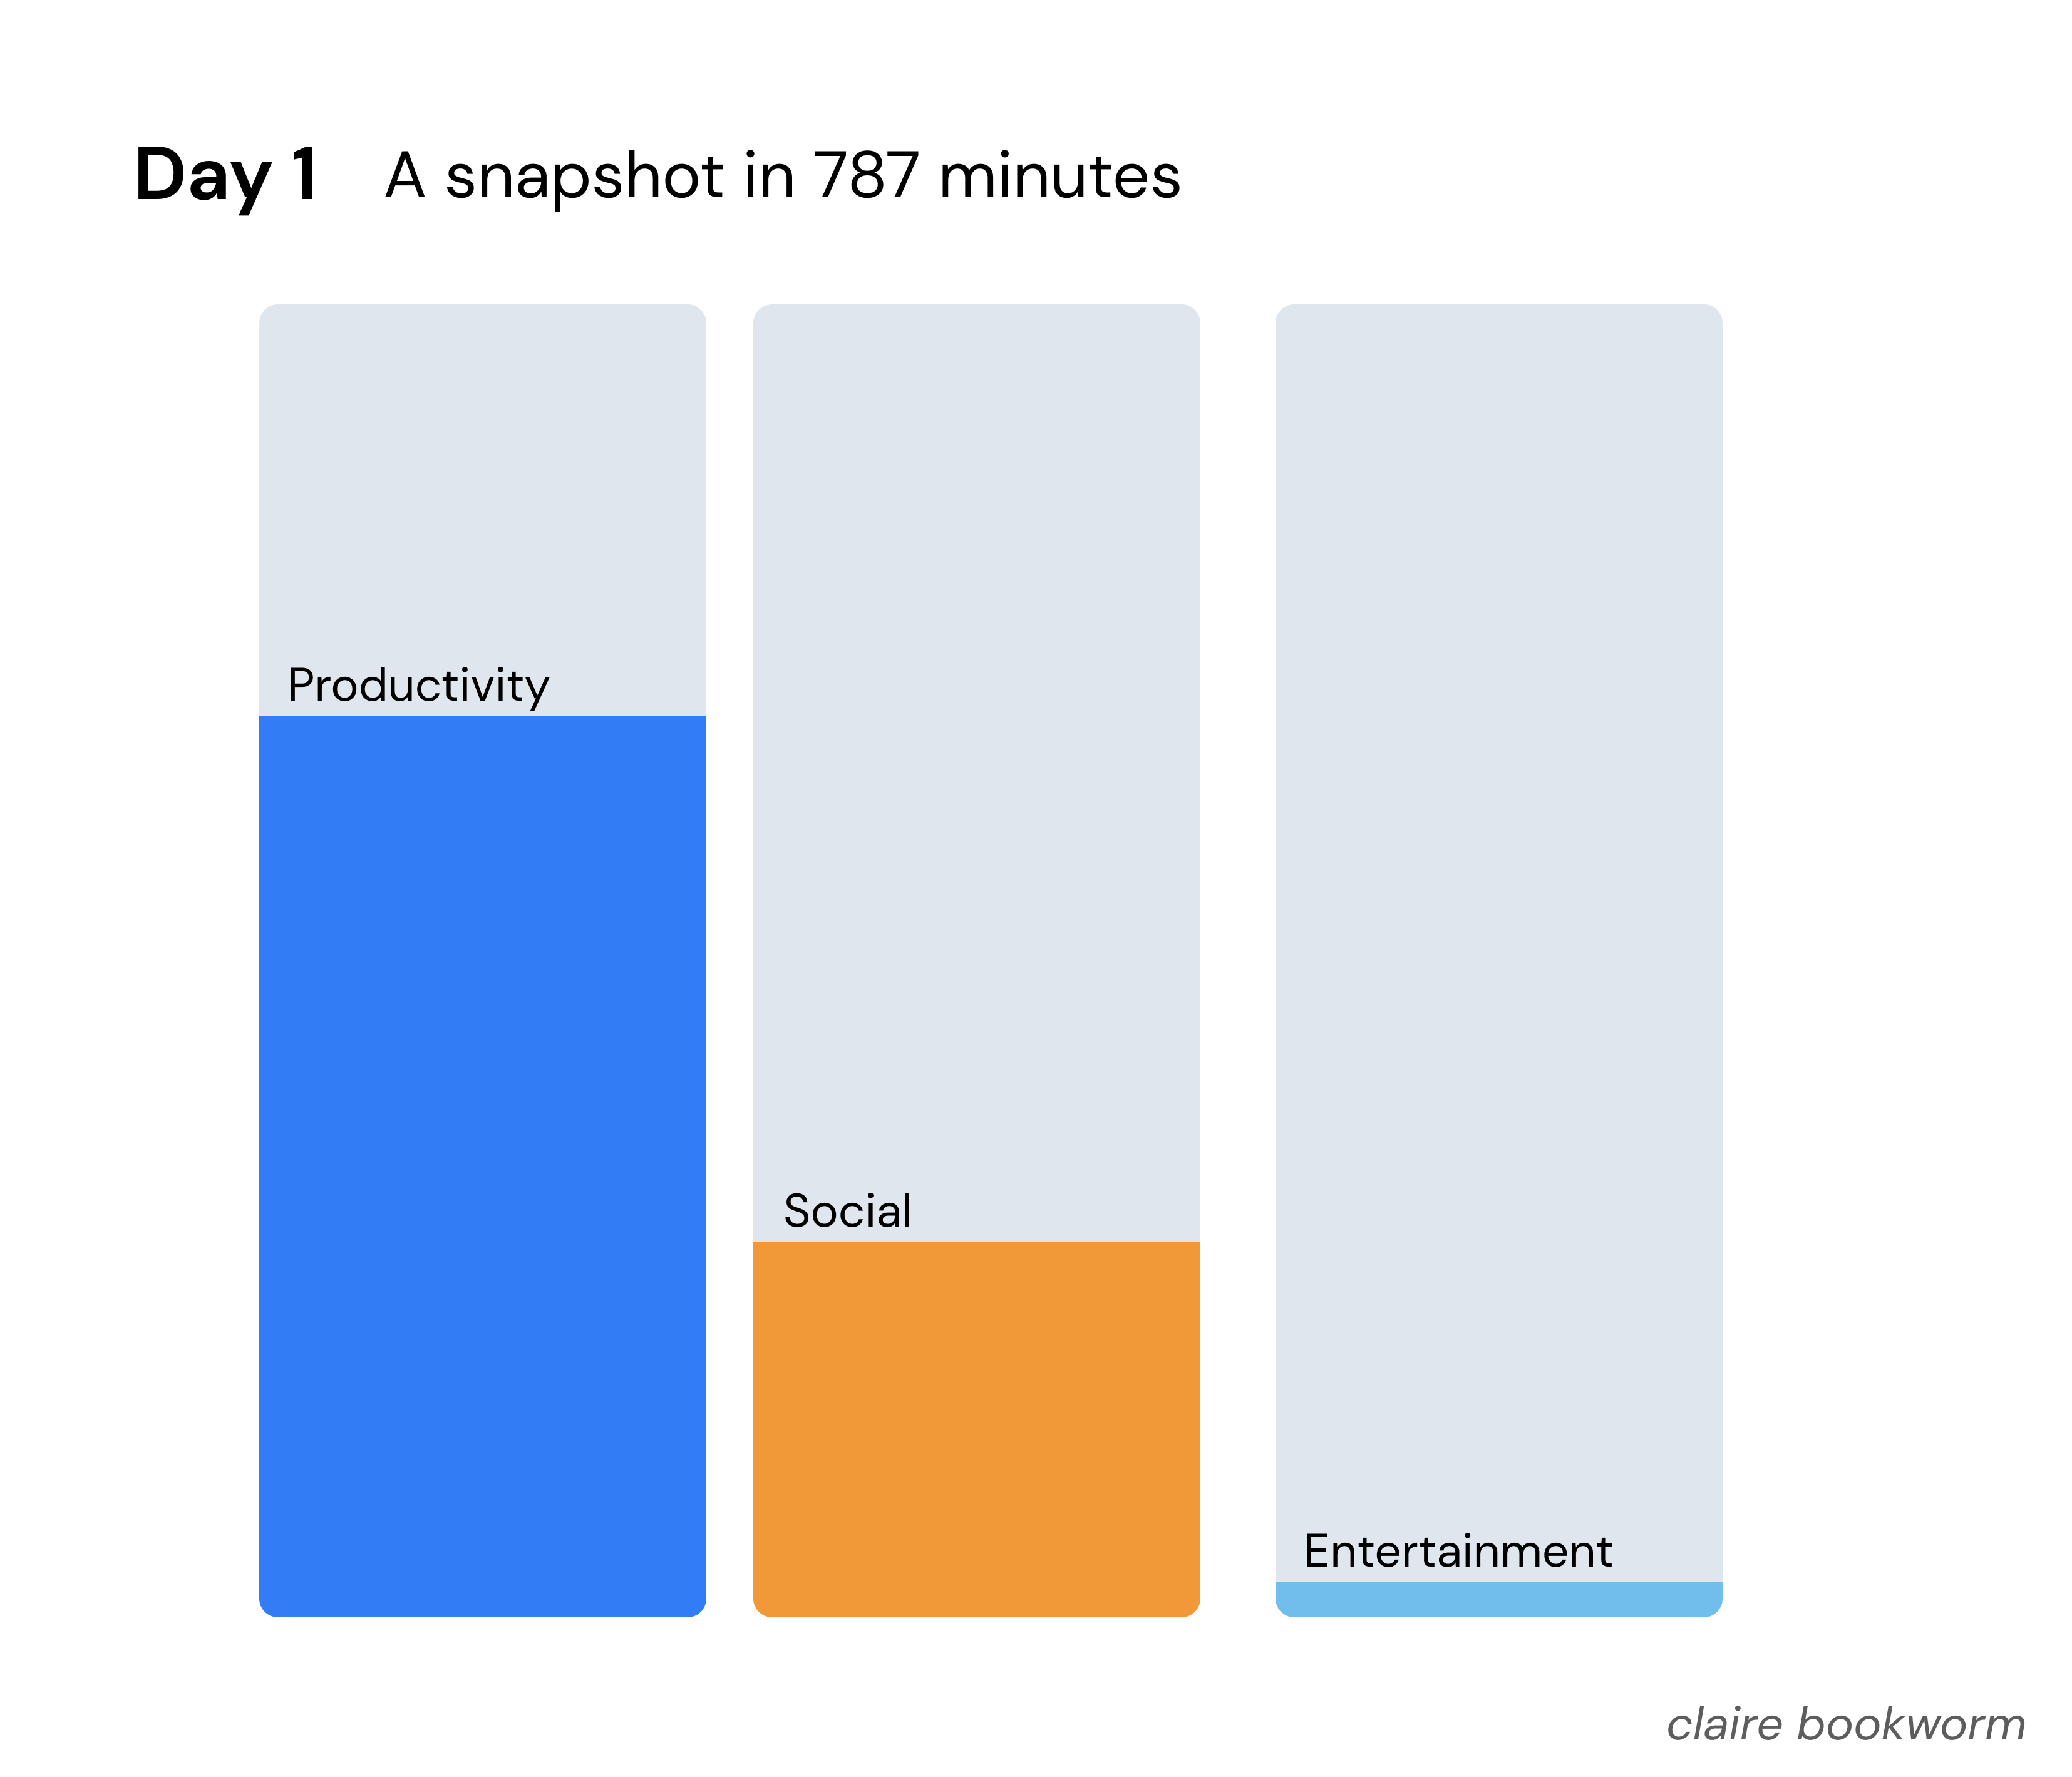 Day 1 A snapshot in 787 minutes
Productivity
Social
Entertainment
claire bookworm